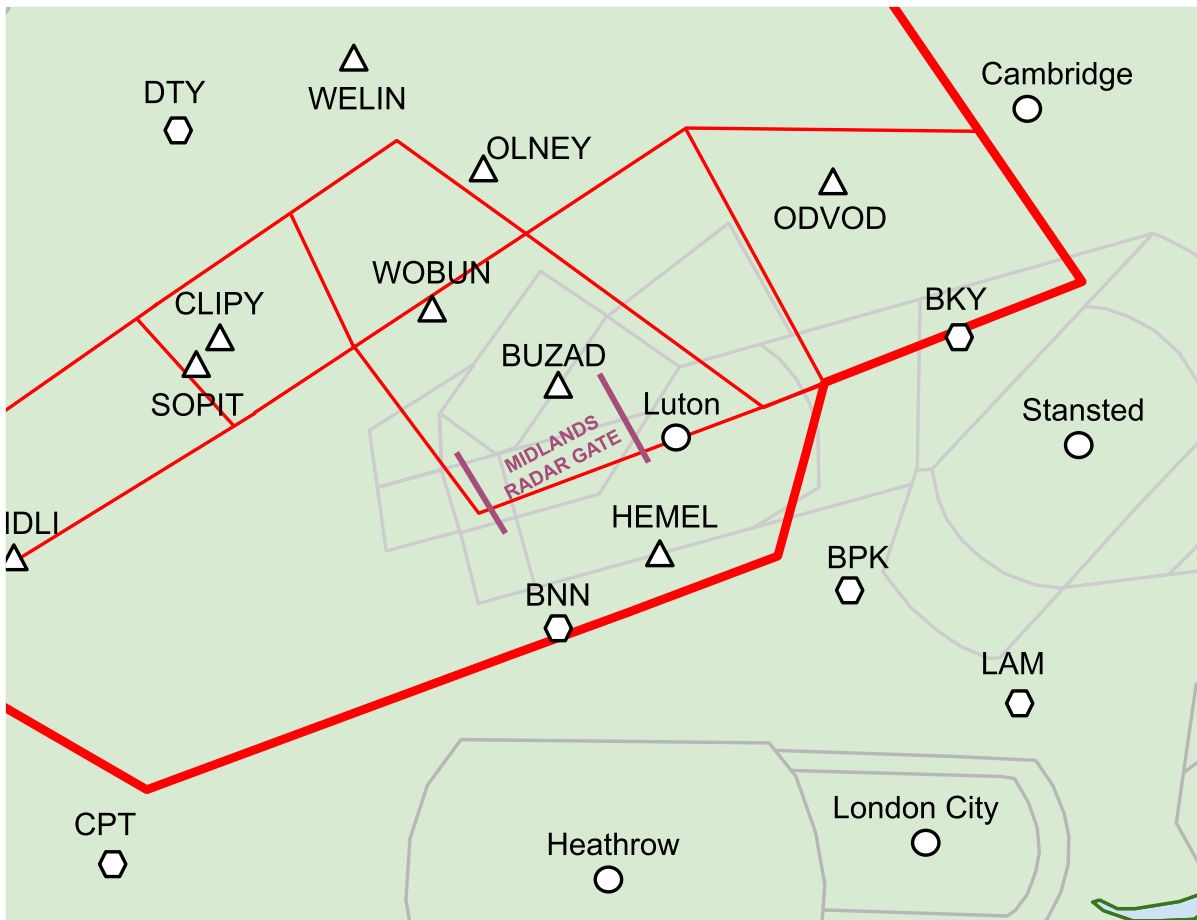 Cambridge
DTY
WELIN
OLNEY
ODVOD
WOBUN
CLIPY
BKY
BUZAD
SOPIT
Luton
Stansted
MIDLANDS
RADAR GATE
IDLI
HEMEL
BPK
BNN
LAM
London City
CPT
Heathrow